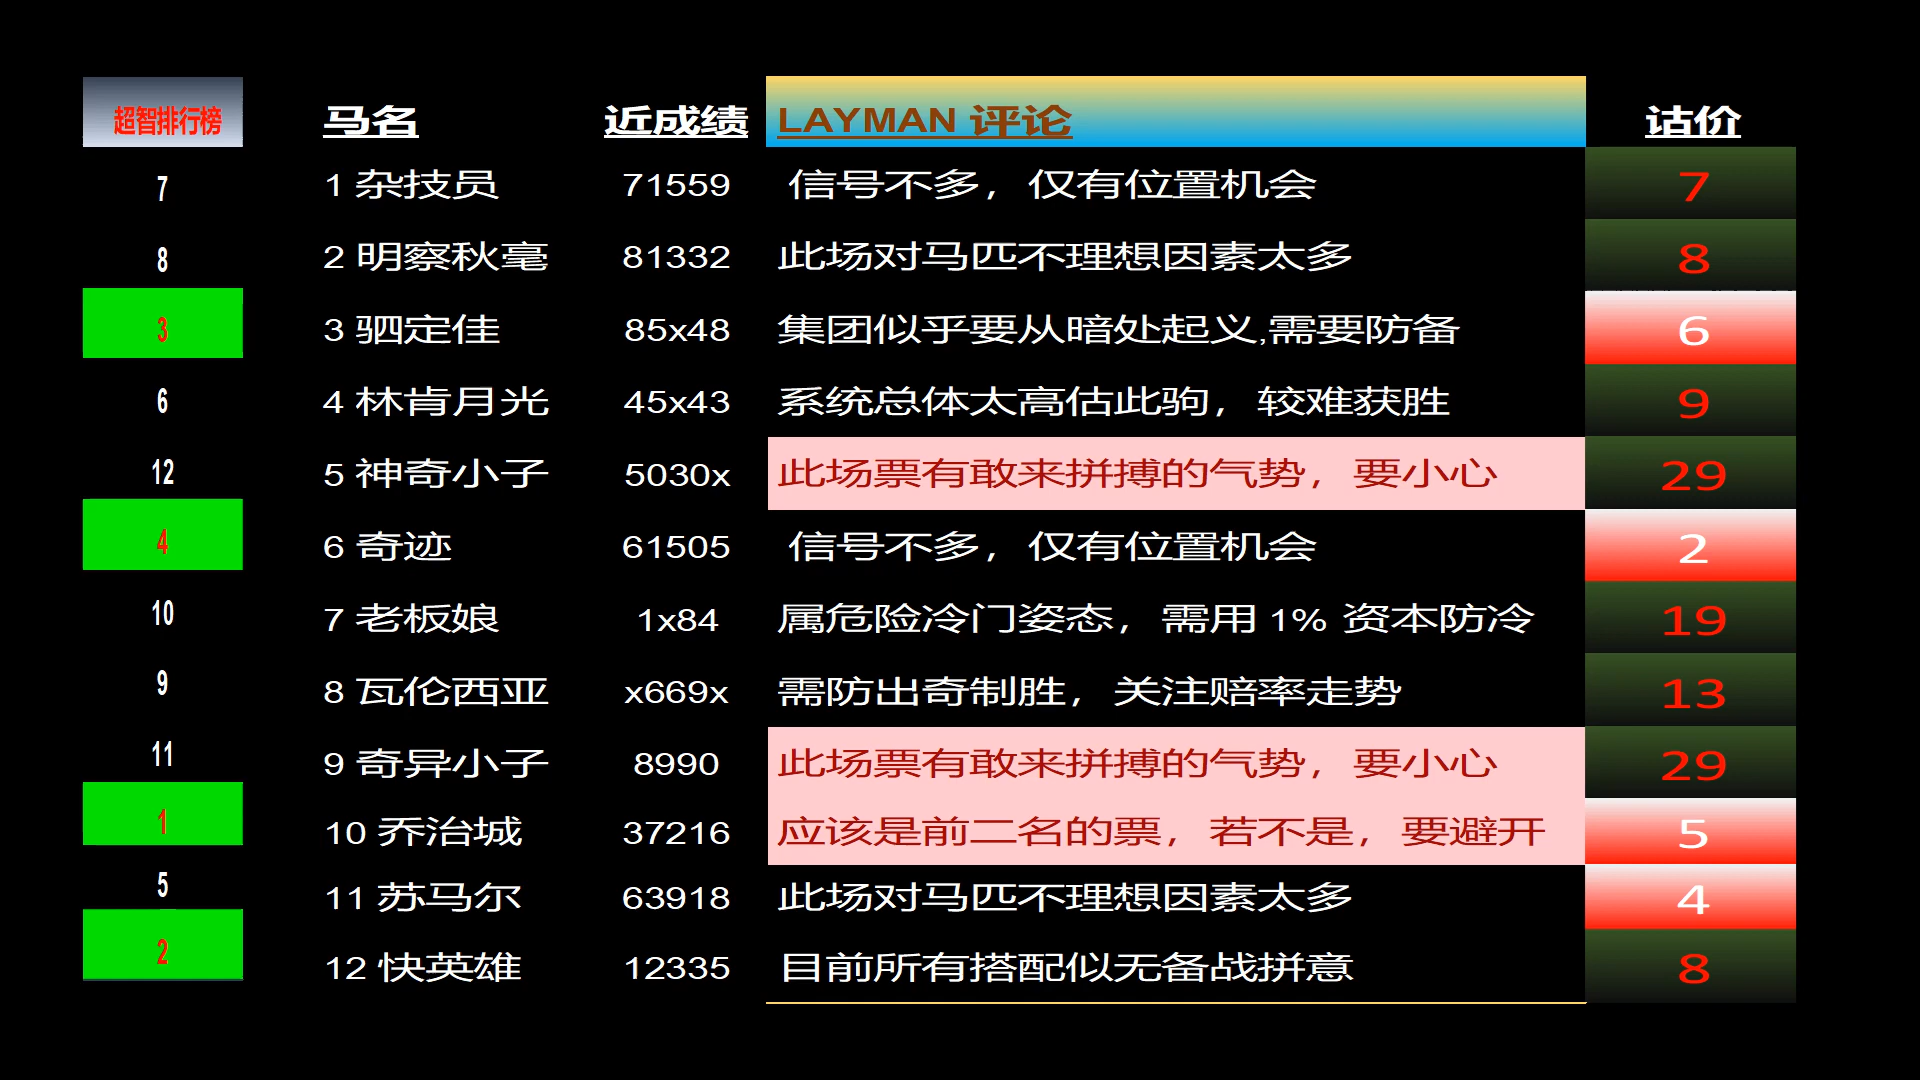 超智排行榜 马名 近成绩 LAYMAN 评论 诂价
7 1 杂技员 71559 信号不多，仅有位置机会 7
8 2 明察秋毫 81332 此场对马匹不理想因素太多 8
3 3 驷定佳 85x48 集团似乎要从暗处起义,需要防备 6
6 4 林肯月光 45x43 系统总体太高估此驹，较难获胜 9
12 5 神奇小子 5030x 此场票有敢来拼搏的气势，要小心 29
4 6 奇迹 61505 信号不多，仅有位置机会 2
10 7 老板娘 1x84 属危险冷门姿态，需用 1% 资本防冷 19
9 8 瓦伦西亚 x669x 需防出奇制胜，关注赔率走势 13
11 9 奇异小子 8990 此场票有敢来拼搏的气势，要小心 29
1 10 乔治城 37216 应该是前二名的票，若不是，要避开 5
5 11 苏马尔 63918 此场对马匹不理想因素太多 4
2 12 快英雄 12335 目前所有搭配似无备战拼意 8